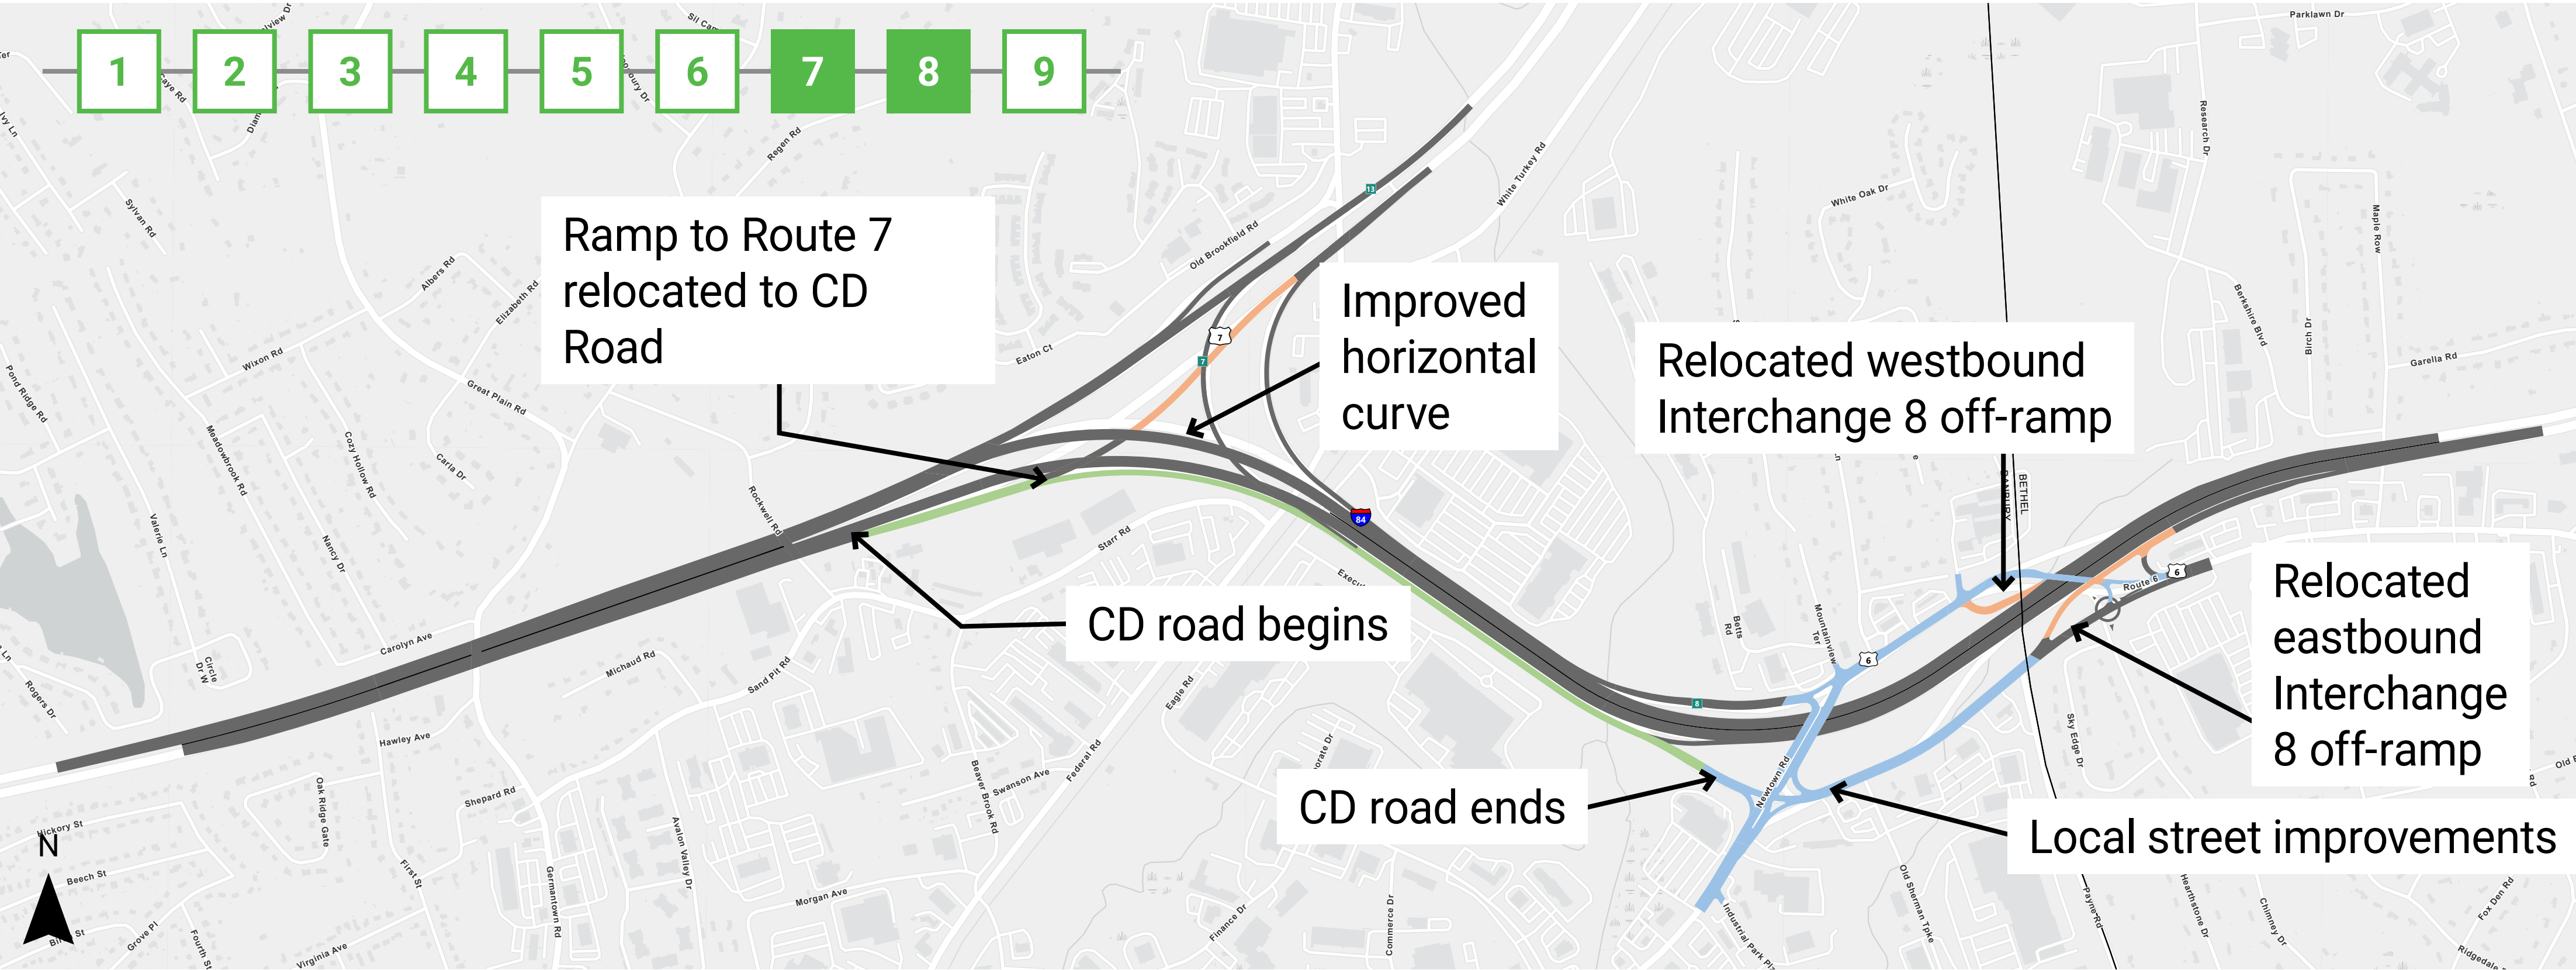 1 2 3 4 5 6 7 8 9
Parklawn Dr
Regen Rd
Research Dr
White Turkey Rd
13
White Oak Dr
Sylvan Rd
Maple Row
Ramp to Route 7
relocated to CD
Road
Old Brookfield Rd
Albers Rd
Elizabeth Rd
Improved
horizontal
curve
Berkshire Blvd
Birch Dr
7
7
Eaton Ct
Wixon Rd
Garella Rd
Relocated westbound
Interchange 8 off-ramp
Pond Ridge Rd
Great Plain Rd
Meadowbrook Rd
Cozy Hollow Rd
Carla Dr
Rockwell Rd
DANBURY
BETHEL
84
Valerie Ln
Nancy Dr
Starr Rd
Route 6
6
CD road begins
Relocated
eastbound
Interchange
8 off-ramp
Betts
Rd
Mountainview
Ter
6
Carolyn Ave
Circle
Dr W
Michaud Rd
Sand Pit Rd
Eagle Rd
Rogers Dr
8
Hawley Ave
Federal Rd
Sky Edge Dr
Newtown Rd
Beaver Brook Rd
Swanson Ave
CD road ends
Oak Ridge Gate
Shepard Rd
Local street improvements
Hickory St
N
Avalon Valley Dr
First St
Germantown Rd
Beech St
Morgan Ave
Old Sherman Tpke
Payne Rd
Hearthstone Dr
Chimney Dr
Fox Den Rd
Finance Dr
Commerce Dr
Grove Pl
Fourth St
Virginia Ave